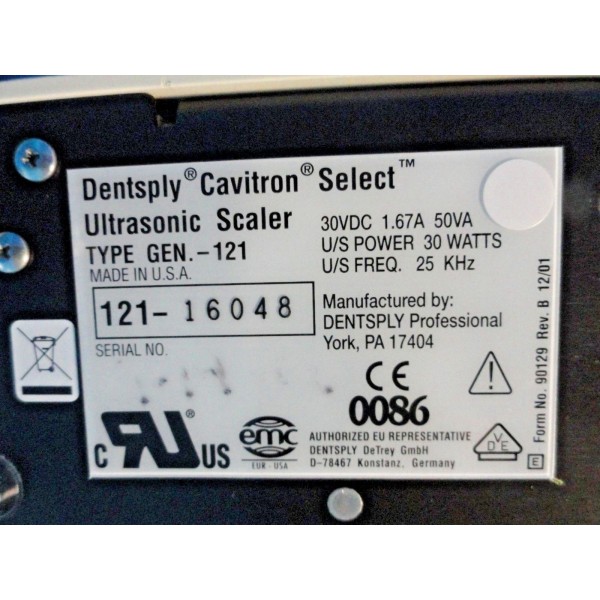 Dentsply® Cavitron® Select™
Ultrasonic Scaler
TYPE GEN.-121
MADE IN U.S.A.
30VDC 1.67A 50VA
U/S POWER 30 WATTS
U/S FREQ. 25 KHz
121- 16048
SERIAL NO.
Manufactured by:
DENTSPLY Professional
York, PA 17404
CE
0086
C UR® US
emc
EUR - USA
AUTHORIZED EU REPRESENTATIVE
DENTSPLY DeTrey GmbH
D-78467 Konstanz, Germany
VDE
E
Form No. 90129 Rev. B 12/01